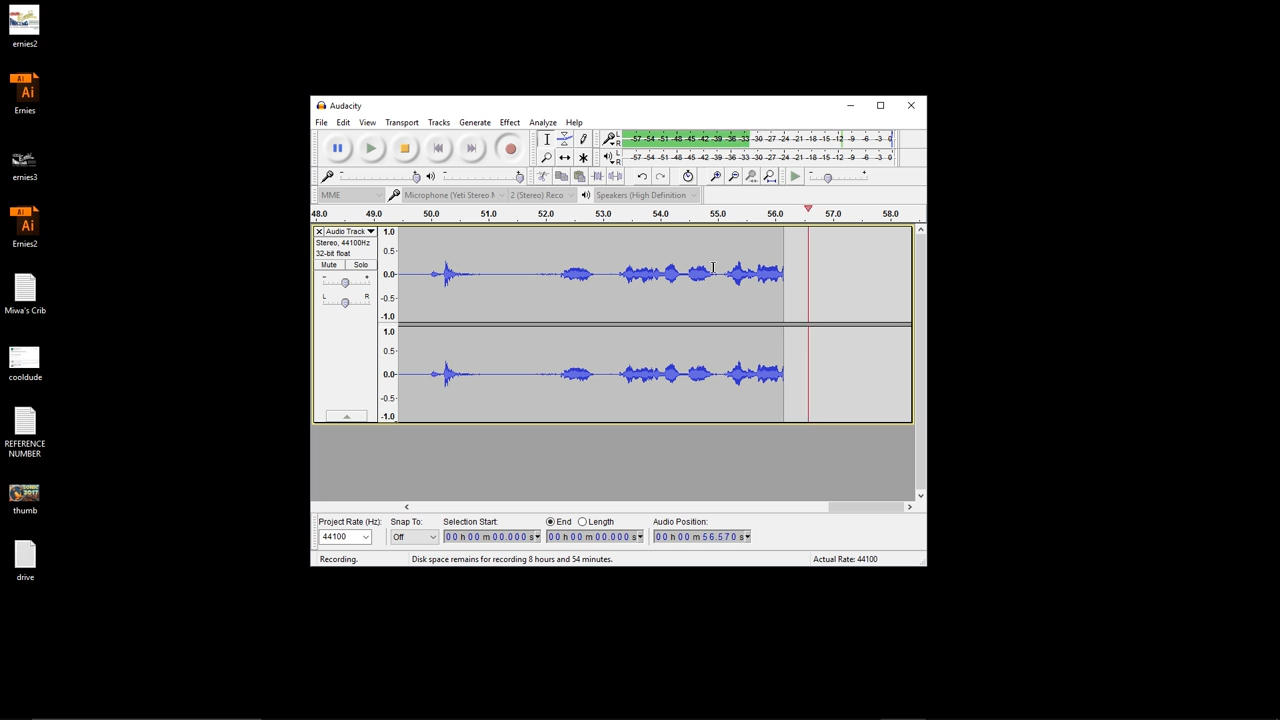 ernies2
Ai
Ai
Ernies
ernies3
Ai
Ai
Ernies2
Miwa's Crib
cooldude
REFERENCE
NUMBER
SONIC
2017
thumb
drive
Audacity
File Edit View Transport Tracks Generate Effect Analyze Help
L
R
-57 -54 -51 -48 -45 -42 -39 -36 -33 -30 -27 -24 -21 -18 -15 -12 -9 -6 -3 0
L
R
-57 -54 -51 -48 -45 -42 -39 -36 -33 -30 -27 -24 -21 -18 -15 -12 -9 -6 -3 0
MME Microphone (Yeti Stereo M 2 (Stereo) Reco Speakers (High Definition
48.0 49.0 50.0 51.0 52.0 53.0 54.0 55.0 56.0 57.0 58.0
Audio Track
Stereo, 44100Hz
32-bit float
Mute Solo
- +
L R
1.0
0.5
0.0
-0.5
-1.0
1.0
0.5
0.0
-0.5
-1.0
Project Rate (Hz): Snap To: Selection Start: End Length Audio Position:
44100 Off 00 h 00 m 00.000 s 00 h 00 m 00.000 s 00 h 00 m 56.570 s
Recording. Disk space remains for recording 8 hours and 54 minutes. Actual Rate: 44100